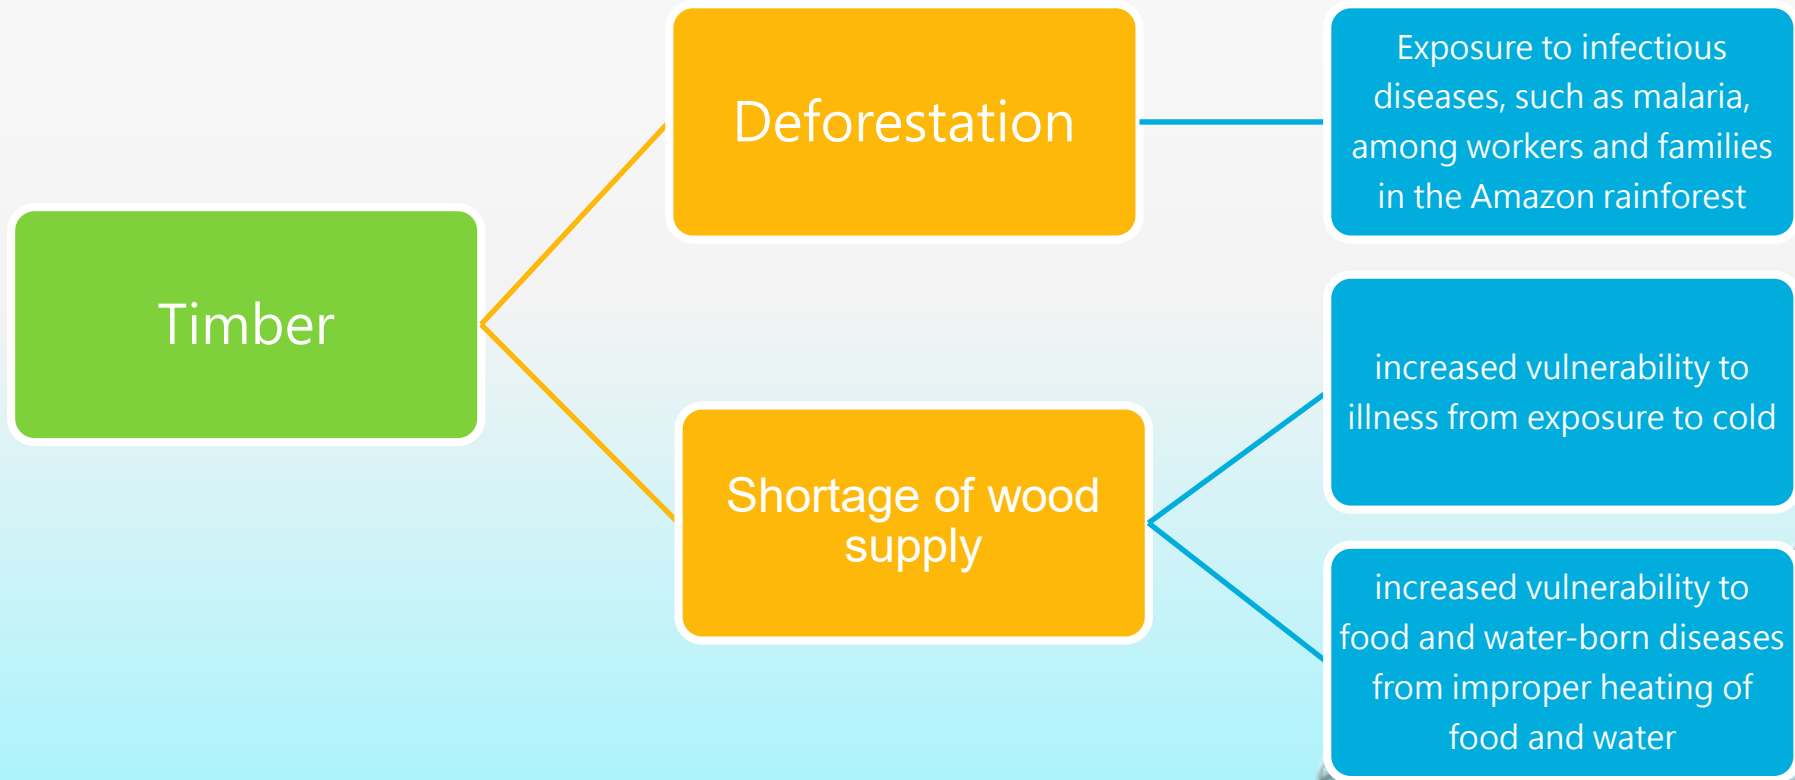 Timber
Deforestation
Shortage of wood
supply
Exposure to infectious
diseases, such as malaria,
among workers and families
in the Amazon rainforest
increased vulnerability to
illness from exposure to cold
increased vulnerability to
food and water-born diseases
from improper heating of
food and water